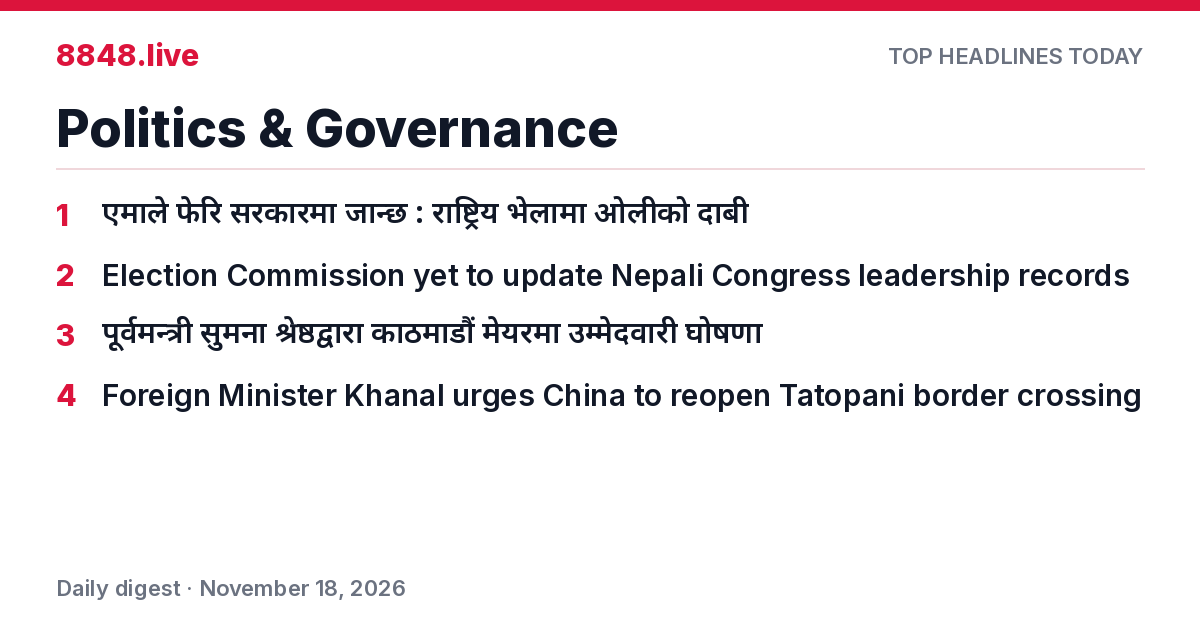 8848.live
TOP HEADLINES TODAY
Politics & Governance
1 एमाले फेरि सरकारमा जान्छ : राष्ट्रिय भेलामा ओलीको दाबी
2 Election Commission yet to update Nepali Congress leadership records
3 पूर्वमन्त्री सुमना श्रेष्ठद्वारा काठमाडौं मेयरमा उम्मेदवारी घोषणा
4 Foreign Minister Khanal urges China to reopen Tatopani border crossing
Daily digest · November 18, 2026